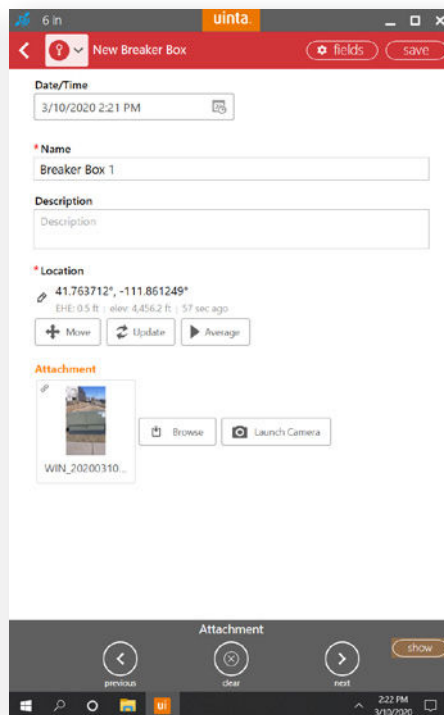 6 in uinta.
New Breaker Box fields save
Date/Time
3/10/2020 2:21 PM
* Name
Breaker Box 1
Description
Description
* Location
41.763712°, -111.861249°
EHE: 0.5 ft | elev: 4,456.2 ft | 57 sec ago
Move Update Average
Attachment
Browse Launch Camera
WIN_20200310...
Attachment
show
previous clear next
ui 2:22 PM
3/10/2020